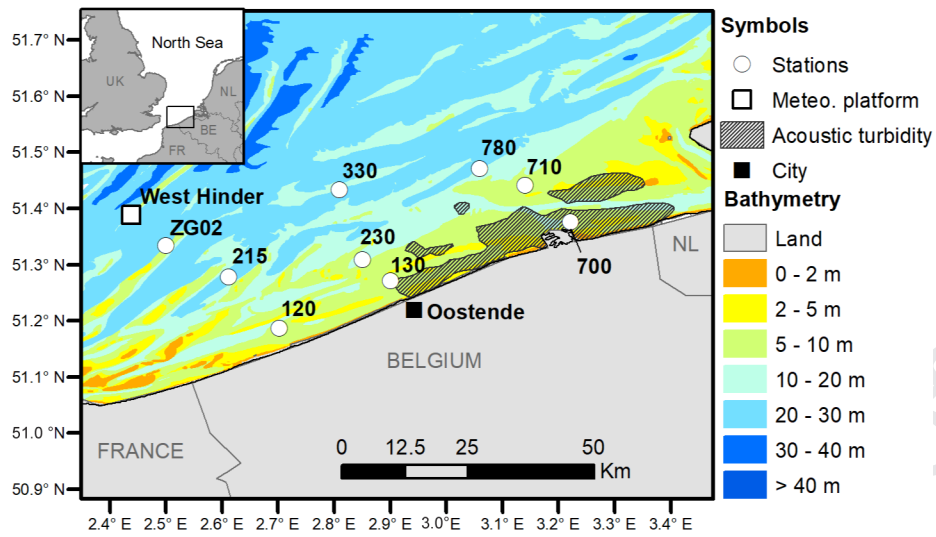 51.7° N
51.6° N
51.5° N
51.4° N
51.3° N
51.2° N
51.1° N
51.0° N
50.9° N
North Sea
UK
NL
BE
FR
780
710
330
West Hinder
ZG02
215
230
130
700
NL
120
Oostende
BELGIUM
FRANCE
0 12.5 25 50
Km
2.4° E 2.5° E 2.6° E 2.7° E 2.8° E 2.9° E 3.0° E 3.1° E 3.2° E 3.3° E 3.4° E
Symbols
Stations
Meteo. platform
Acoustic turbidity
City
Bathymetry
Land
0 - 2 m
2 - 5 m
5 - 10 m
10 - 20 m
20 - 30 m
30 - 40 m
> 40 m